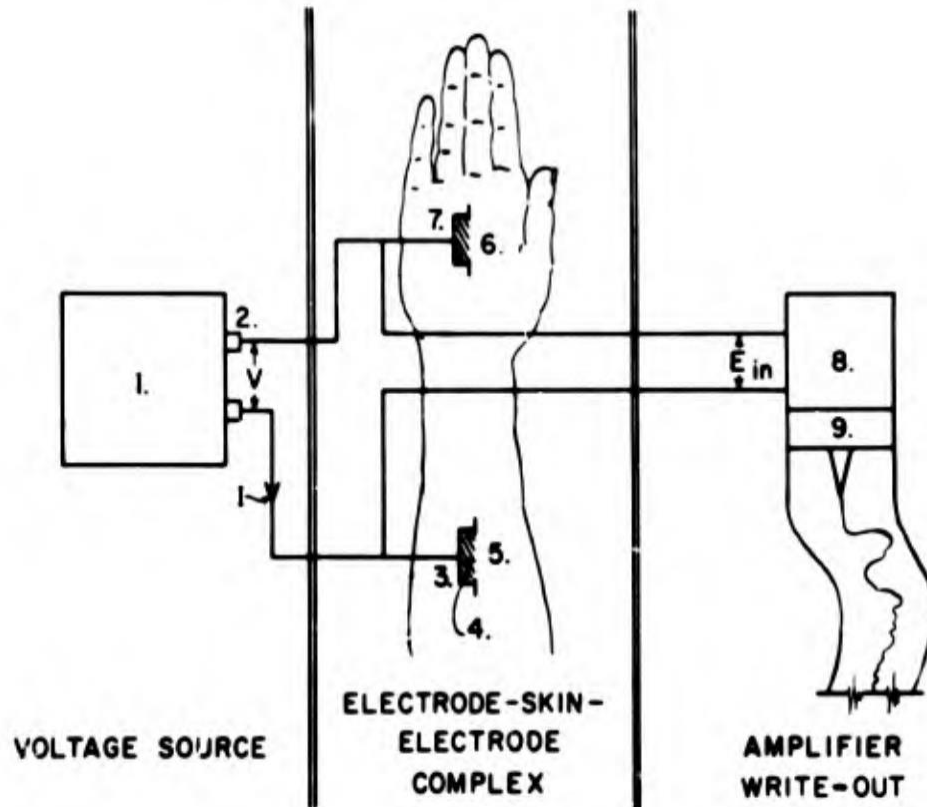 7.
6.
2.
V
1.
I
E in
8.
9.
3.
5.
4.
VOLTAGE SOURCE
ELECTRODE-SKIN-
ELECTRODE
COMPLEX
AMPLIFIER
WRITE-OUT